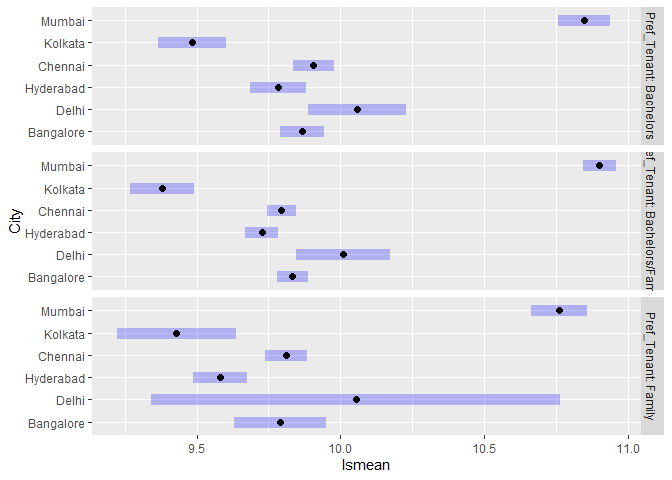 Mumbai
Kolkata
Chennai
Hyderabad
Delhi
Bangalore
Pref_Tenant: Bachelors
Mumbai
Kolkata
Chennai
Hyderabad
Delhi
Bangalore
ef_Tenant: Bachelors/Fam
Mumbai
Kolkata
Chennai
Hyderabad
Delhi
Bangalore
Pref_Tenant: Family
City
9.5 10.0 10.5 11.0
lsmean